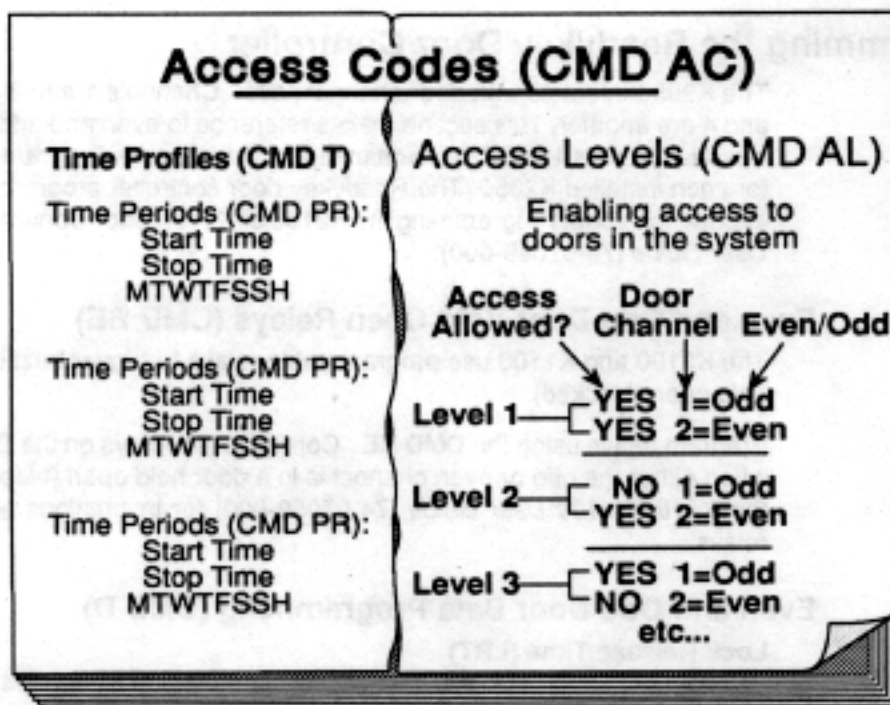 Access Codes (CMD AC)
Time Profiles (CMD T)
Time Periods (CMD PR):
Start Time
Stop Time
MTWTFSSH
Time Periods (CMD PR):
Start Time
Stop Time
MTWTFSSH
Time Periods (CMD PR):
Start Time
Stop Time
MTWTFSSH
Access Levels (CMD AL)
Enabling access to
doors in the system
Access Allowed? Door Channel Even/Odd
Level 1 YES 1=Odd
YES 2=Even
Level 2 NO 1=Odd
YES 2=Even
Level 3 YES 1=Odd
NO 2=Even
etc...